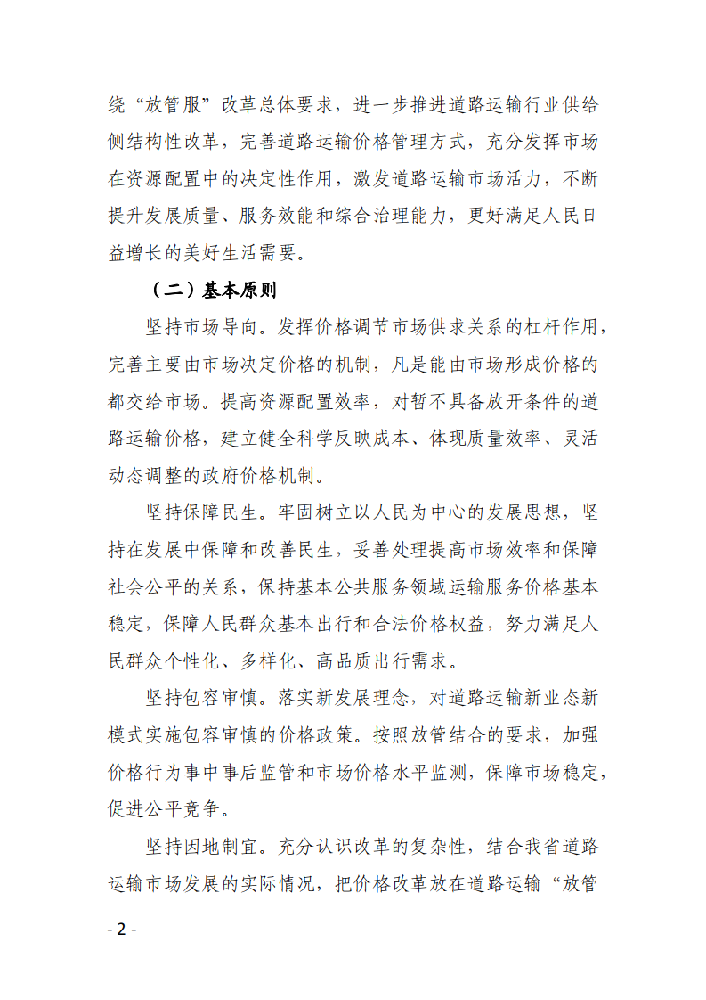 绕“放管服”改革总体要求，进一步推进道路运输行业供给
侧结构性改革，完善道路运输价格管理方式，充分发挥市场
在资源配置中的决定性作用，激发道路运输市场活力，不断
提升发展质量、服务效能和综合治理能力，更好满足人民日
益增长的美好生活需要。
（二）基本原则
坚持市场导向。发挥价格调节市场供求关系的杠杆作用，
完善主要由市场决定价格的机制，凡是能由市场形成价格的
都交给市场。提高资源配置效率，对暂不具备放开条件的道
路运输价格，建立健全科学反映成本、体现质量效率、灵活
动态调整的政府价格机制。
坚持保障民生。牢固树立以人民为中心的发展思想，坚
持在发展中保障和改善民生，妥善处理提高市场效率和保障
社会公平的关系，保持基本公共服务领域运输服务价格基本
稳定，保障人民群众基本出行和合法价格权益，努力满足人
民群众个性化、多样化、高品质出行需求。
坚持包容审慎。落实新发展理念，对道路运输新业态新
模式实施包容审慎的价格政策。按照放管结合的要求，加强
价格行为事中事后监管和市场价格水平监测，保障市场稳定，
促进公平竞争。
坚持因地制宜。充分认识改革的复杂性，结合我省道路
运输市场发展的实际情况，把价格改革放在道路运输“放管
- 2 -